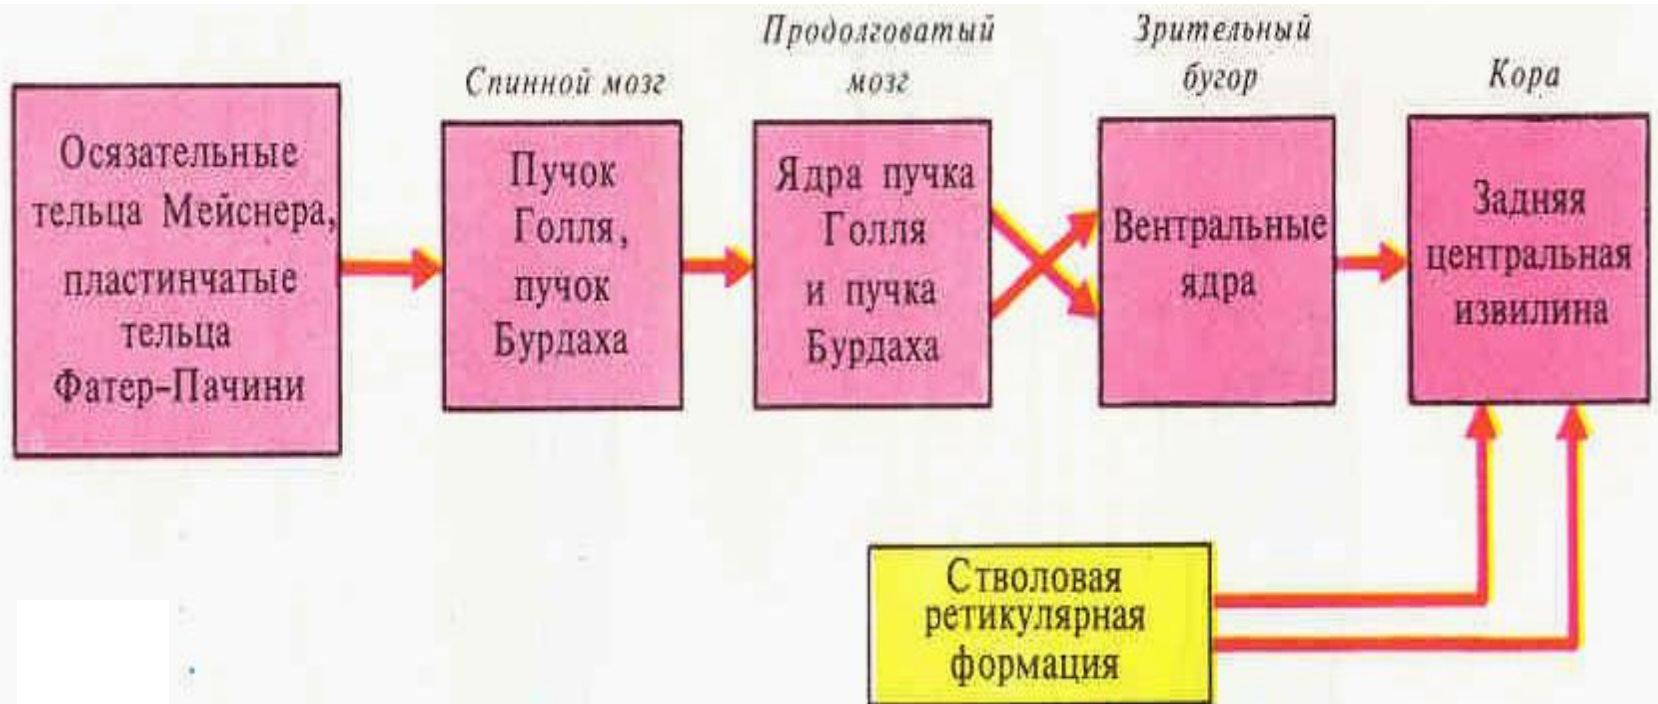 Осязательные
тельца Мейснера,
пластинчатые
тельца
Фатер-Пачини
Спинной мозг
Пучок
Голля,
пучок
Бурдаха
Продолговатый
мозг
Ядра пучка
Голля
и пучка
Бурдаха
Зрительный
бугор
Вентральные
ядра
Кора
Задняя
центральная
извилина
Стволовая
ретикулярная
формация